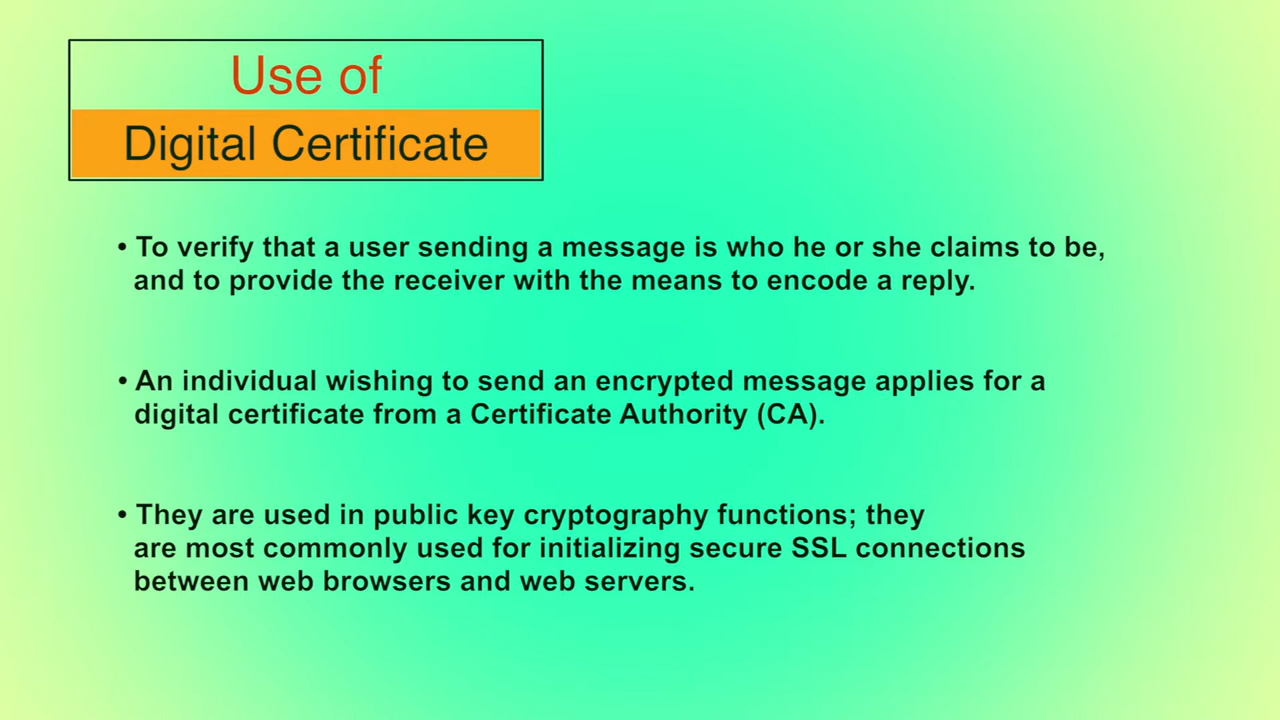 Use of
Digital Certificate
• To verify that a user sending a message is who he or she claims to be,
and to provide the receiver with the means to encode a reply.
• An individual wishing to send an encrypted message applies for a
digital certificate from a Certificate Authority (CA).
• They are used in public key cryptography functions; they
are most commonly used for initializing secure SSL connections
between web browsers and web servers.